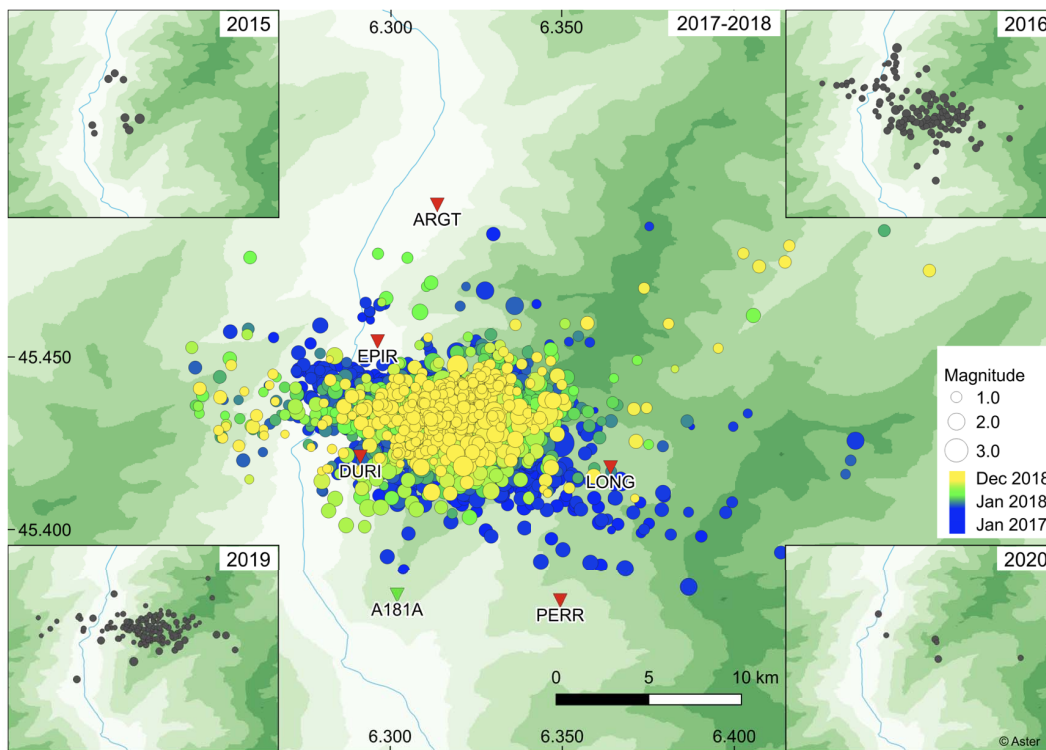 2015
6.300
6.350
2017-2018
2016
ARGT
45.450
EPIR
DURI
LONG
45.400
Magnitude
1.0
2.0
3.0
Dec 2018
Jan 2018
Jan 2017
2019
A181A
PERR
2020
0 5 10 km
6.300
6.350
6.400
© Aster